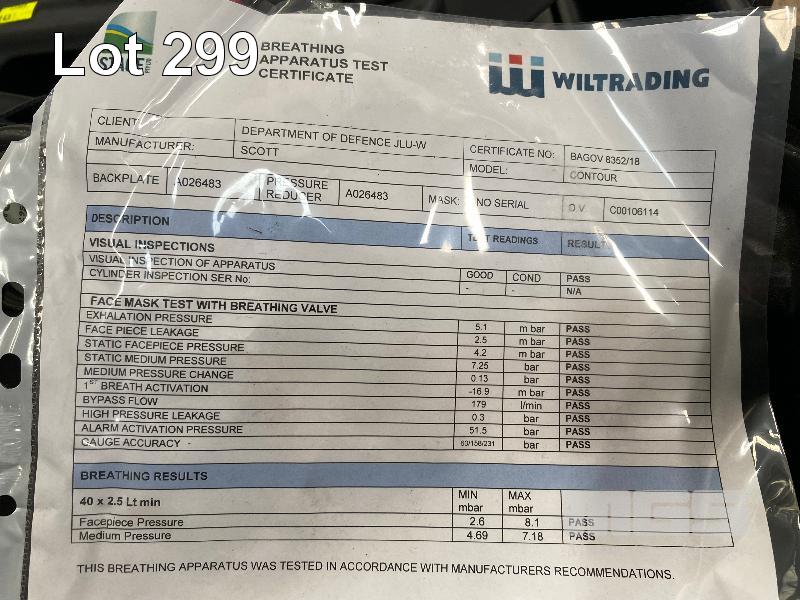 Lot 299
BREATHING
APPARATUS TEST
CERTIFICATE
WILTRADING
CLIENT: DEPARTMENT OF DEFENCE JLU-W CERTIFICATE NO: BAGOV 8352/18
MANUFACTURER: SCOTT MODEL: CONTOUR
BACKPLATE A026483 PRESSURE REDUCER A026483 MASK: NO SERIAL D.V. C00106114
DESCRIPTION TEST READINGS RESULT
VISUAL INSPECTIONS
VISUAL INSPECTION OF APPARATUS GOOD COND PASS
CYLINDER INSPECTION SER No: - - N/A
FACE MASK TEST WITH BREATHING VALVE
EXHALATION PRESSURE 5.1 m bar PASS
FACE PIECE LEAKAGE 2.5 m bar PASS
STATIC FACEPIECE PRESSURE 4.2 m bar PASS
STATIC MEDIUM PRESSURE 7.25 bar PASS
MEDIUM PRESSURE CHANGE 0.13 bar PASS
1ST BREATH ACTIVATION -16.9 m bar PASS
BYPASS FLOW 179 l/min PASS
HIGH PRESSURE LEAKAGE 0.3 bar PASS
ALARM ACTIVATION PRESSURE 51.5 bar PASS
GAUGE ACCURACY - 60/158/231 bar PASS
BREATHING RESULTS
40 x 2.5 Lt min MIN mbar MAX mbar
Facepiece Pressure 2.6 8.1 PASS
Medium Pressure 4.69 7.18 PASS
THIS BREATHING APPARATUS WAS TESTED IN ACCORDANCE WITH MANUFACTURERS RECOMMENDATIONS.